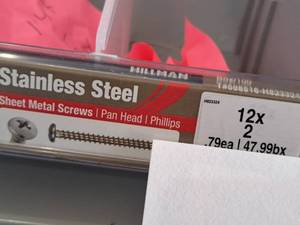 HILLMAN
Stainless Steel
Sheet Metal Screws | Pan Head | Phillips
12x
2
.79ea | 47.99bx